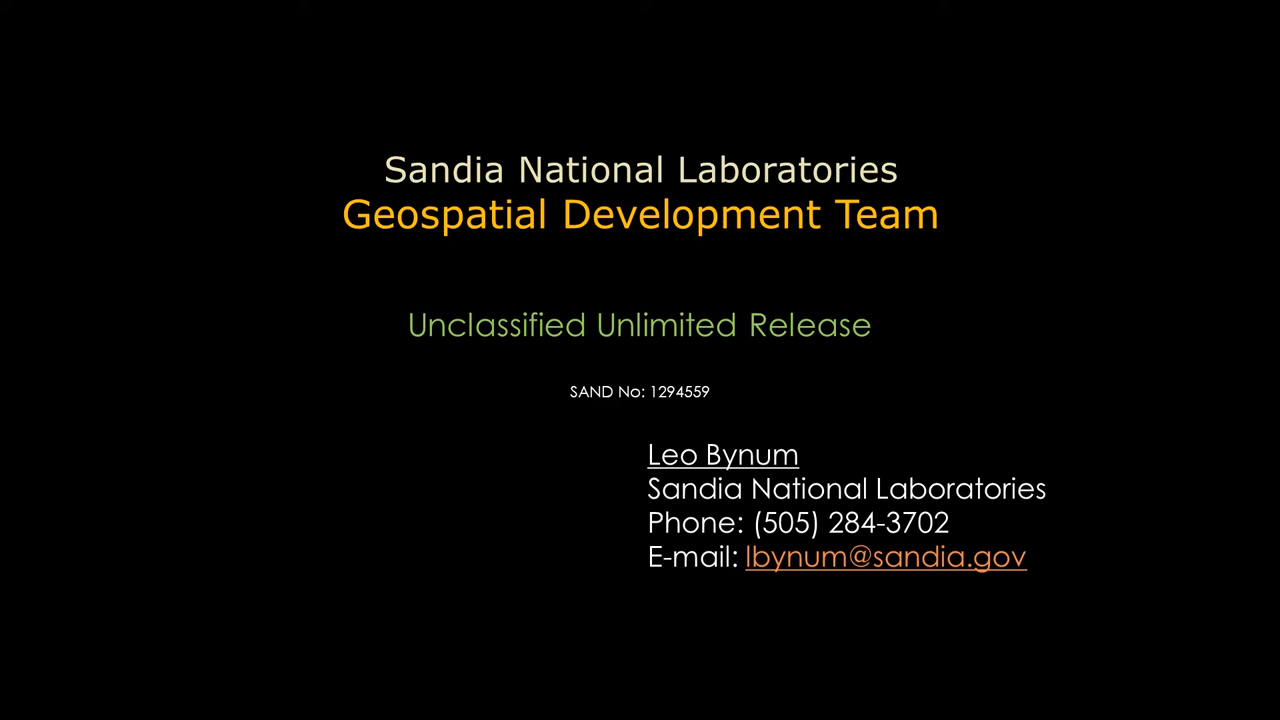 Sandia National Laboratories
Geospatial Development Team
Unclassified Unlimited Release
SAND No: 1294559
Leo Bynum
Sandia National Laboratories
Phone: (505) 284-3702
E-mail: lbynum@sandia.gov